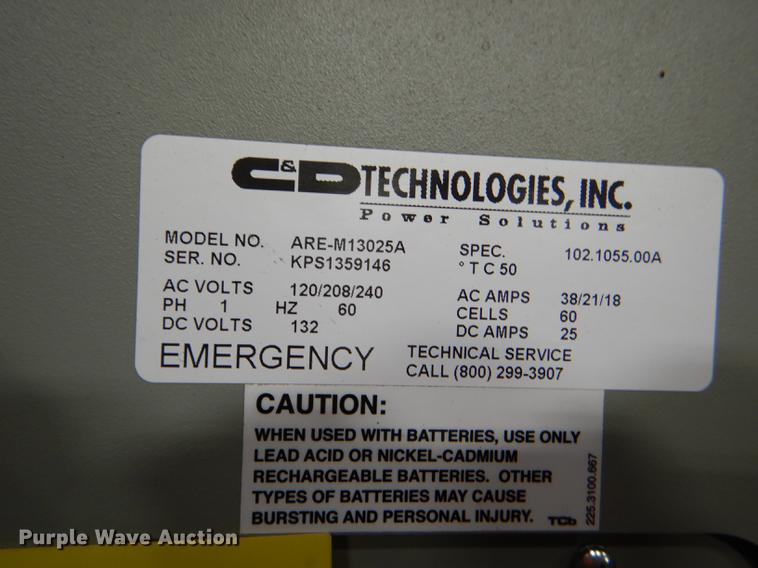 C&D TECHNOLOGIES, INC.
Power Solutions
MODEL NO. ARE-M13025A SPEC. 102.1055.00A
SER. NO. KPS1359146 ° T C 50
AC VOLTS 120/208/240 AC AMPS 38/21/18
PH 1 HZ 60 CELLS 60
DC VOLTS 132 DC AMPS 25
EMERGENCY TECHNICAL SERVICE
CALL (800) 299-3907
CAUTION:
WHEN USED WITH BATTERIES, USE ONLY
LEAD ACID OR NICKEL-CADMIUM
RECHARGEABLE BATTERIES. OTHER
TYPES OF BATTERIES MAY CAUSE
BURSTING AND PERSONAL INJURY. TCb
225.3100.667
Purple Wave Auction